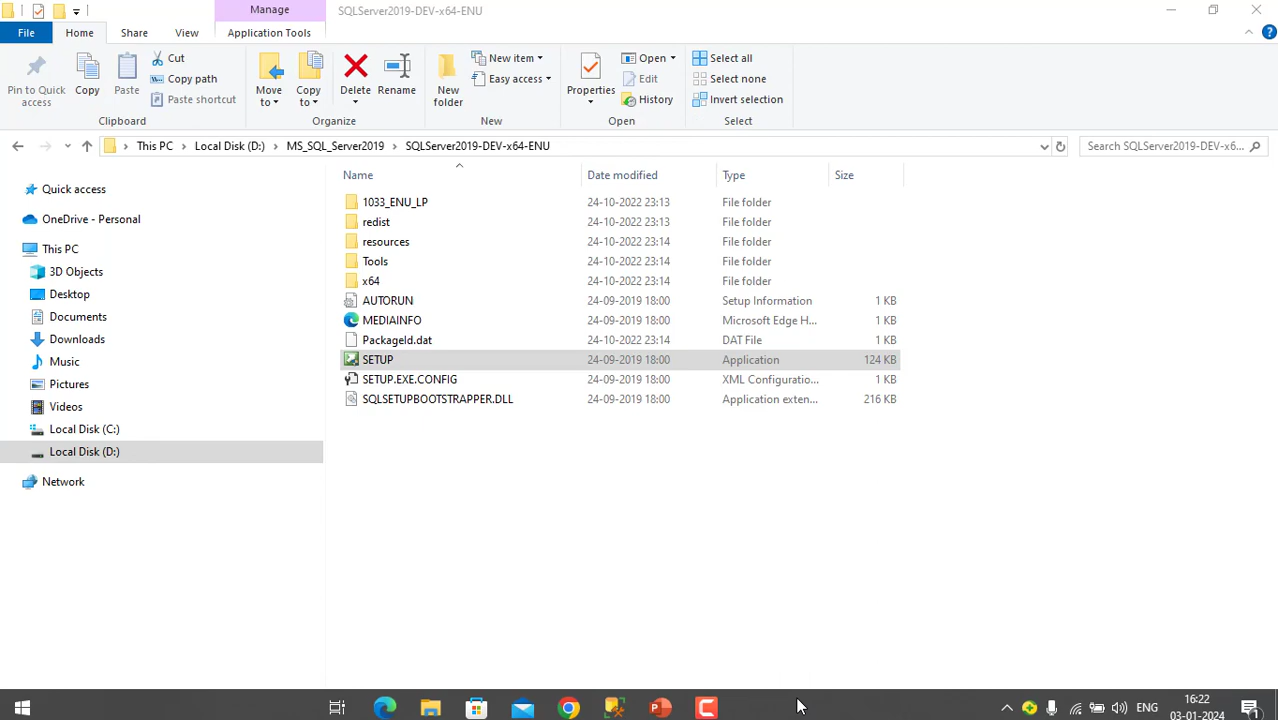 Manage
SQLServer2019-DEV-x64-ENU
File
Home
Share
View
Application Tools
Pin to Quick access
Copy
Paste
Cut
Copy path
Paste shortcut
Move to
Copy to
Delete
Rename
New folder
New item
Easy access
Properties
Open
Edit
History
Select all
Select none
Invert selection
Clipboard
Organize
New
Open
Select
This PC
Local Disk (D:)
MS_SQL_Server2019
SQLServer2019-DEV-x64-ENU
Search SQLServer2019-DEV-x6...
Quick access
OneDrive - Personal
This PC
3D Objects
Desktop
Documents
Downloads
Music
Pictures
Videos
Local Disk (C:)
Local Disk (D:)
Network
Name Date modified Type Size
1033_ENU_LP 24-10-2022 23:13 File folder
redist 24-10-2022 23:13 File folder
resources 24-10-2022 23:14 File folder
Tools 24-10-2022 23:14 File folder
x64 24-10-2022 23:14 File folder
AUTORUN 24-09-2019 18:00 Setup Information 1 KB
MEDIAINFO 24-09-2019 18:00 Microsoft Edge H... 1 KB
PackageId.dat 24-10-2022 23:14 DAT File 1 KB
SETUP 24-09-2019 18:00 Application 124 KB
SETUP.EXE.CONFIG 24-09-2019 18:00 XML Configuratio... 1 KB
SQLSETUPBOOTSTRAPPER.DLL 24-09-2019 18:00 Application exten... 216 KB
ENG
16:22
03-01-2024
1